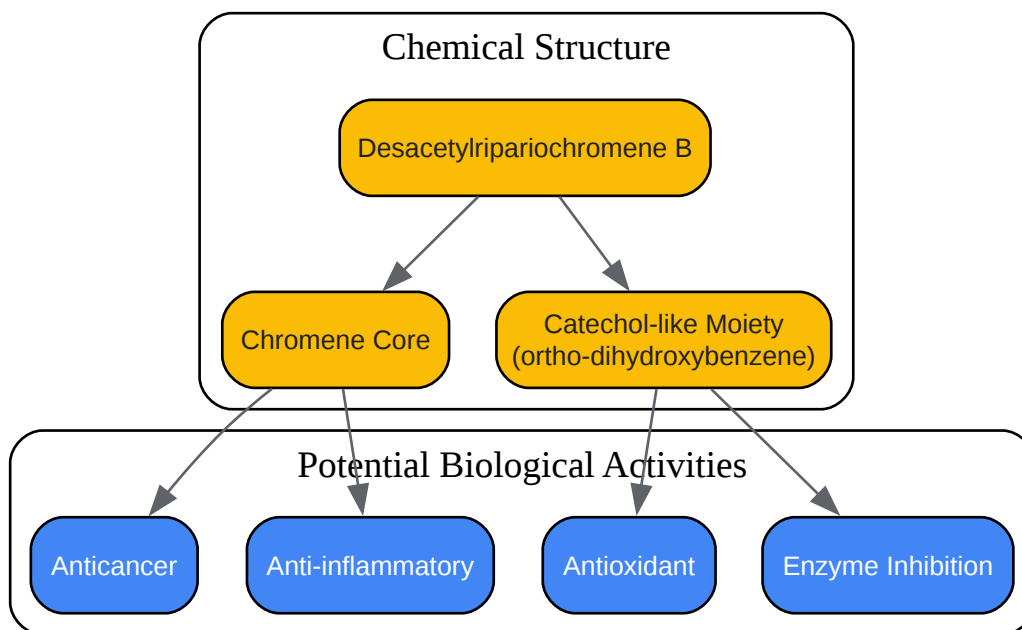 Chemical Structure
Desacetylripariochromene B
Chromene Core
Catechol-like Moiety
(ortho-dihydroxybenzene)
Potential Biological Activities
Anticancer
Anti-inflammatory
Antioxidant
Enzyme Inhibition